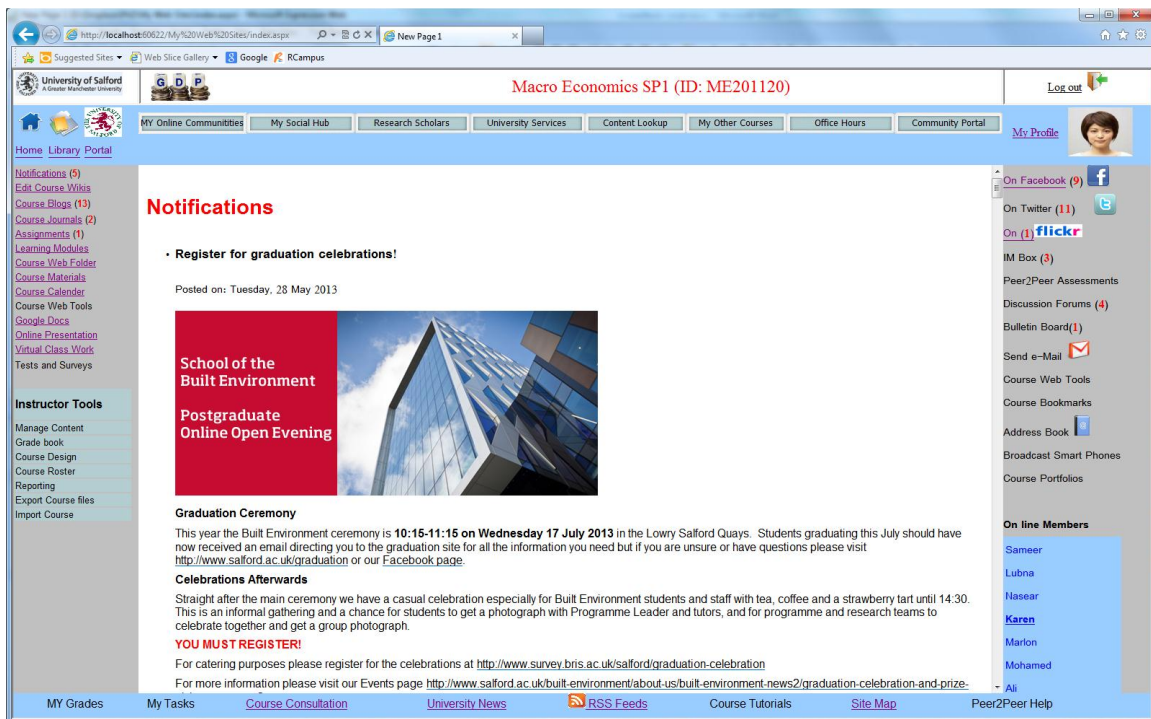 http://localhost:60622/My%20Web%20Sites/index.aspx
New Page 1
Suggested Sites
Web Slice Gallery
Google
RCampus
University of Salford
A Greater Manchester University
G D P
Macro Economics SP1 (ID: ME201120)
Log out
Home Library Portal
MY Online Communitities
My Social Hub
Research Scholars
University Services
Content Lookup
My Other Courses
Office Hours
Community Portal
My Profile
Notifications (5)
Edit Course Wikis
Course Blogs (13)
Course Journals (2)
Assignments (1)
Learning Modules
Course Web Folder
Course Materials
Course Calender
Course Web Tools
Google Docs
Online Presentation
Virtual Class Work
Tests and Surveys
Instructor Tools
Manage Content
Grade book
Course Design
Course Roster
Reporting
Export Course files
Import Course
Notifications
• Register for graduation celebrations!
Posted on: Tuesday, 28 May 2013
School of the
Built Environment
Postgraduate
Online Open Evening
Graduation Ceremony
This year the Built Environment ceremony is 10:15-11:15 on Wednesday 17 July 2013 in the Lowry Salford Quays. Students graduating this July should have
now received an email directing you to the graduation site for all the information you need but if you are unsure or have questions please visit
http://www.salford.ac.uk/graduation or our Facebook page.
Celebrations Afterwards
Straight after the main ceremony we have a casual celebration especially for Built Environment students and staff with tea, coffee and a strawberry tart until 14:30.
This is an informal gathering and a chance for students to get a photograph with Programme Leader and tutors, and for programme and research teams to
celebrate together and get a group photograph.
YOU MUST REGISTER!
For catering purposes please register for the celebrations at http://www.survey.bris.ac.uk/salford/graduation-celebration
For more information please visit our Events page http://www.salford.ac.uk/built-environment/about-us/built-environment-news2/graduation-celebration-and-prize-
On Facebook (9)
On Twitter (11)
On (1) flickr
IM Box (3)
Peer2Peer Assessments
Discussion Forums (4)
Bulletin Board(1)
Send e-Mail
Course Web Tools
Course Bookmarks
Address Book
Broadcast Smart Phones
Course Portfolios
On line Members
Sameer
Lubna
Nasear
Karen
Marlon
Mohamed
Ali
MY Grades
My Tasks
Course Consultation
University News
RSS Feeds
Course Tutorials
Site Map
Peer2Peer Help